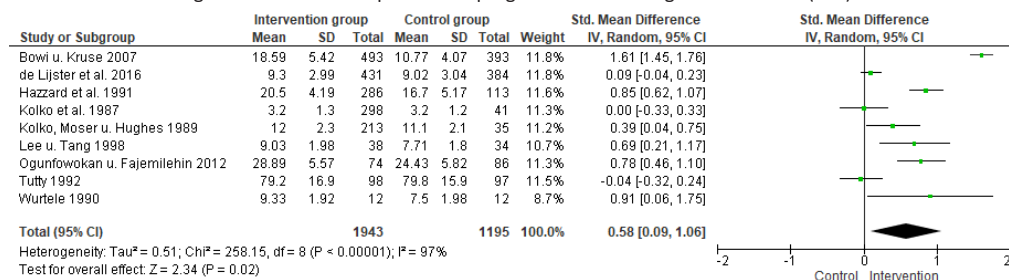 Intervention group Control group Std. Mean Difference Std. Mean Difference
Study or Subgroup Mean SD Total Mean SD Total Weight IV, Random, 95% CI IV, Random, 95% CI
Bowi u. Kruse 2007 18.59 5.42 493 10.77 4.07 393 11.8% 1.61 [1.45, 1.76]
de Lijster et al. 2016 9.3 2.99 431 9.02 3.04 384 11.8% 0.09 [-0.04, 0.23]
Hazzard et al. 1991 20.5 4.19 286 16.7 5.17 113 11.7% 0.85 [0.62, 1.07]
Kolko et al. 1987 3.2 1.3 298 3.2 1.2 41 11.4% 0.00 [-0.33, 0.33]
Kolko, Moser u. Hughes 1989 12 2.3 213 11.1 2.1 35 11.4% 0.39 [0.04, 0.75]
Lee u. Tang 1998 9.03 1.98 38 7.71 1.8 34 10.8% 0.69 [0.21, 1.17]
Ogunfowokan u. Fajemilehin 2012 28.89 5.57 74 24.43 5.82 86 11.4% 0.78 [0.46, 1.10]
Tutty 1992 79.2 16.9 98 79.8 15.9 97 11.5% -0.04 [-0.32, 0.24]
Wurtele 1990 9.33 1.92 12 7.5 1.98 12 8.7% 0.91 [0.06, 1.75]
Total (95% CI) 1943 1195 100.0% 0.58 [0.09, 1.06]
Heterogeneity: Tau² = 0.51; Chi² = 258.15, df = 8 (P < 0.00001); I² = 97%
Test for overall effect: Z = 2.34 (P = 0.02)
-2 -1 0 1 2
Control Intervention